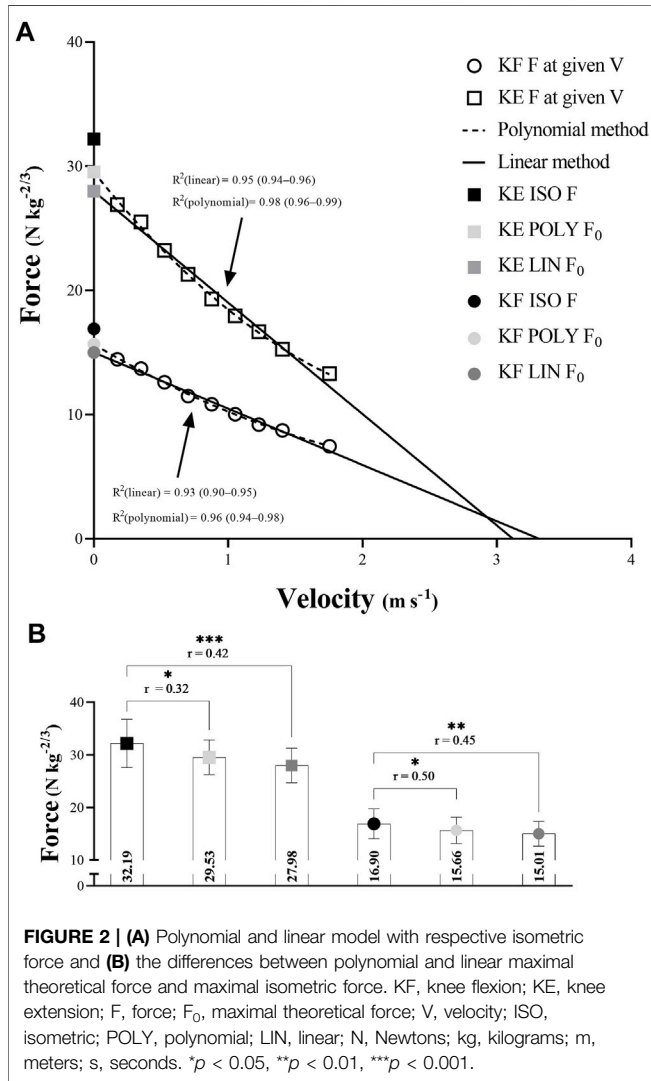 A
40
30
20
10
0
Force (N kg⁻²/³)
0
1
2
3
4
Velocity (m s⁻¹)
R²(linear) = 0.95 (0.94–0.96)
R²(polynomial)= 0.98 (0.96–0.99)
R²(linear) = 0.93 (0.90–0.95)
R²(polynomial) = 0.96 (0.94–0.98)
KF F at given V
KE F at given V
Polynomial method
Linear method
KE ISO F
KE POLY F₀
KE LIN F₀
KF ISO F
KF POLY F₀
KF LIN F₀
B
***
r = 0.42
*
r = 0.32
**
r = 0.45
*
r = 0.50
40
30
20
10
0
Force (N kg⁻²/³)
32.19
29.53
27.98
16.90
15.66
15.01
FIGURE 2 | (A) Polynomial and linear model with respective isometric
force and (B) the differences between polynomial and linear maximal
theoretical force and maximal isometric force. KF, knee flexion; KE, knee
extension; F, force; F₀, maximal theoretical force; V, velocity; ISO,
isometric; POLY, polynomial; LIN, linear; N, Newtons; kg, kilograms; m,
meters; s, seconds. *p < 0.05, **p < 0.01, ***p < 0.001.